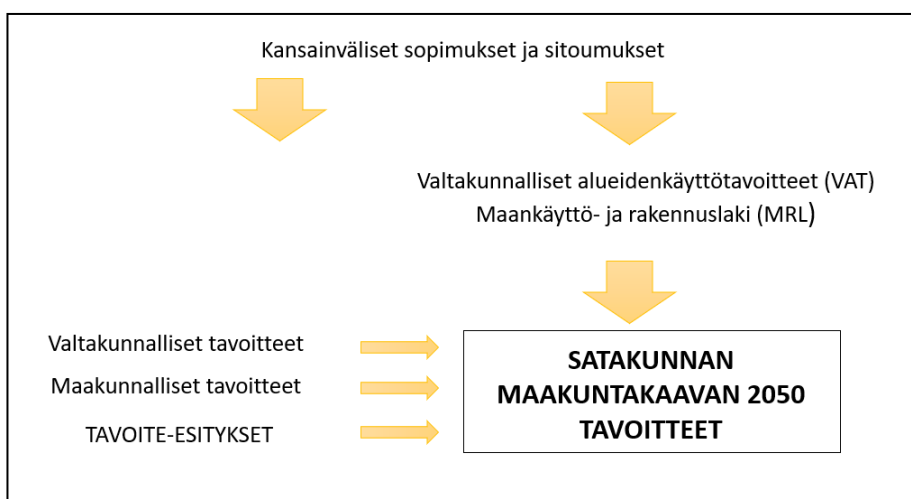 Kansainväliset sopimukset ja sitoumukset
Valtakunnalliset alueidenkäyttötavoitteet (VAT)
Maankäyttö- ja rakennuslaki (MRL)
Valtakunnalliset tavoitteet
Maakunnalliset tavoitteet
TAVOITE-ESITYKSET
SATAKUNNAN
MAAKUNTAKAAVAN 2050
TAVOITTEET